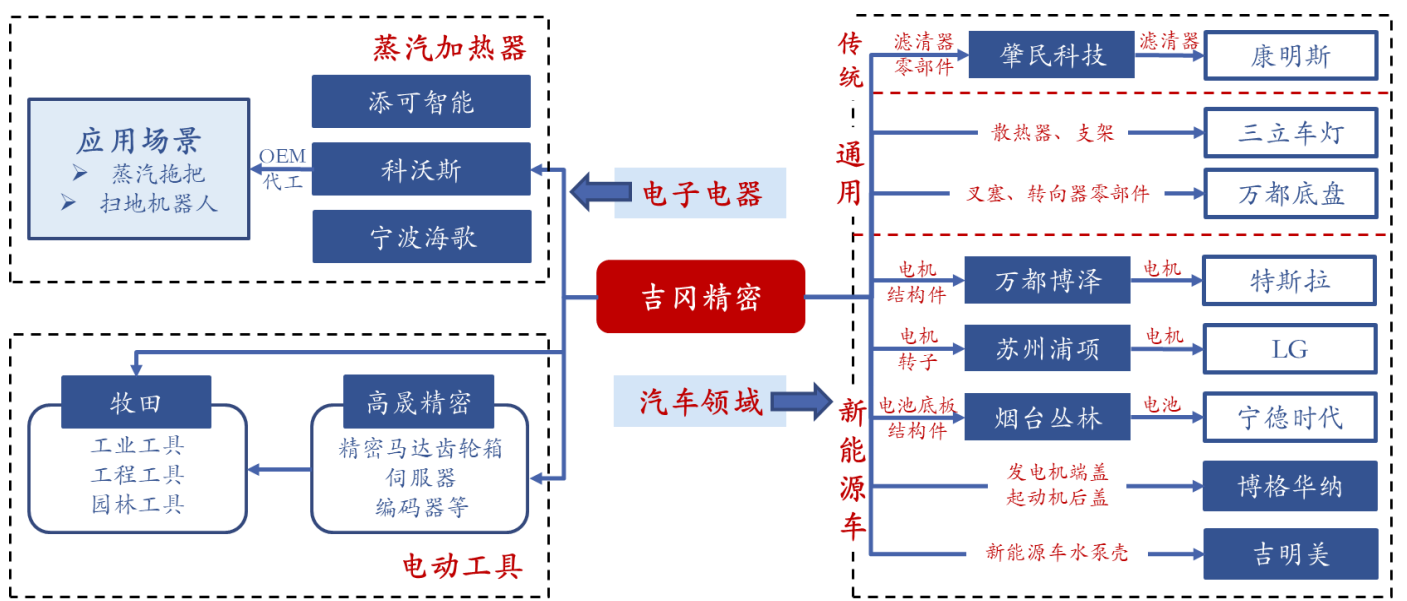 蒸汽加热器
添可智能
应用场景
➢ 蒸汽拖把
➢ 扫地机器人
OEM
代工
科沃斯
宁波海歌
电子电器
吉冈精密
汽车领域
牧田
工业工具
工程工具
园林工具
高晟精密
精密马达齿轮箱
伺服器
编码器等
电动工具
传统
滤清器
零部件
肇民科技
滤清器
康明斯
通用
散热器、支架
三立车灯
叉塞、转向器零部件
万都底盘
新能源车
电机
结构件
万都博泽
电机
特斯拉
电机
转子
苏州浦项
电机
LG
电池底板
结构件
烟台丛林
电池
宁德时代
发电机端盖
起动机后盖
博格华纳
新能源车水泵壳
吉明美